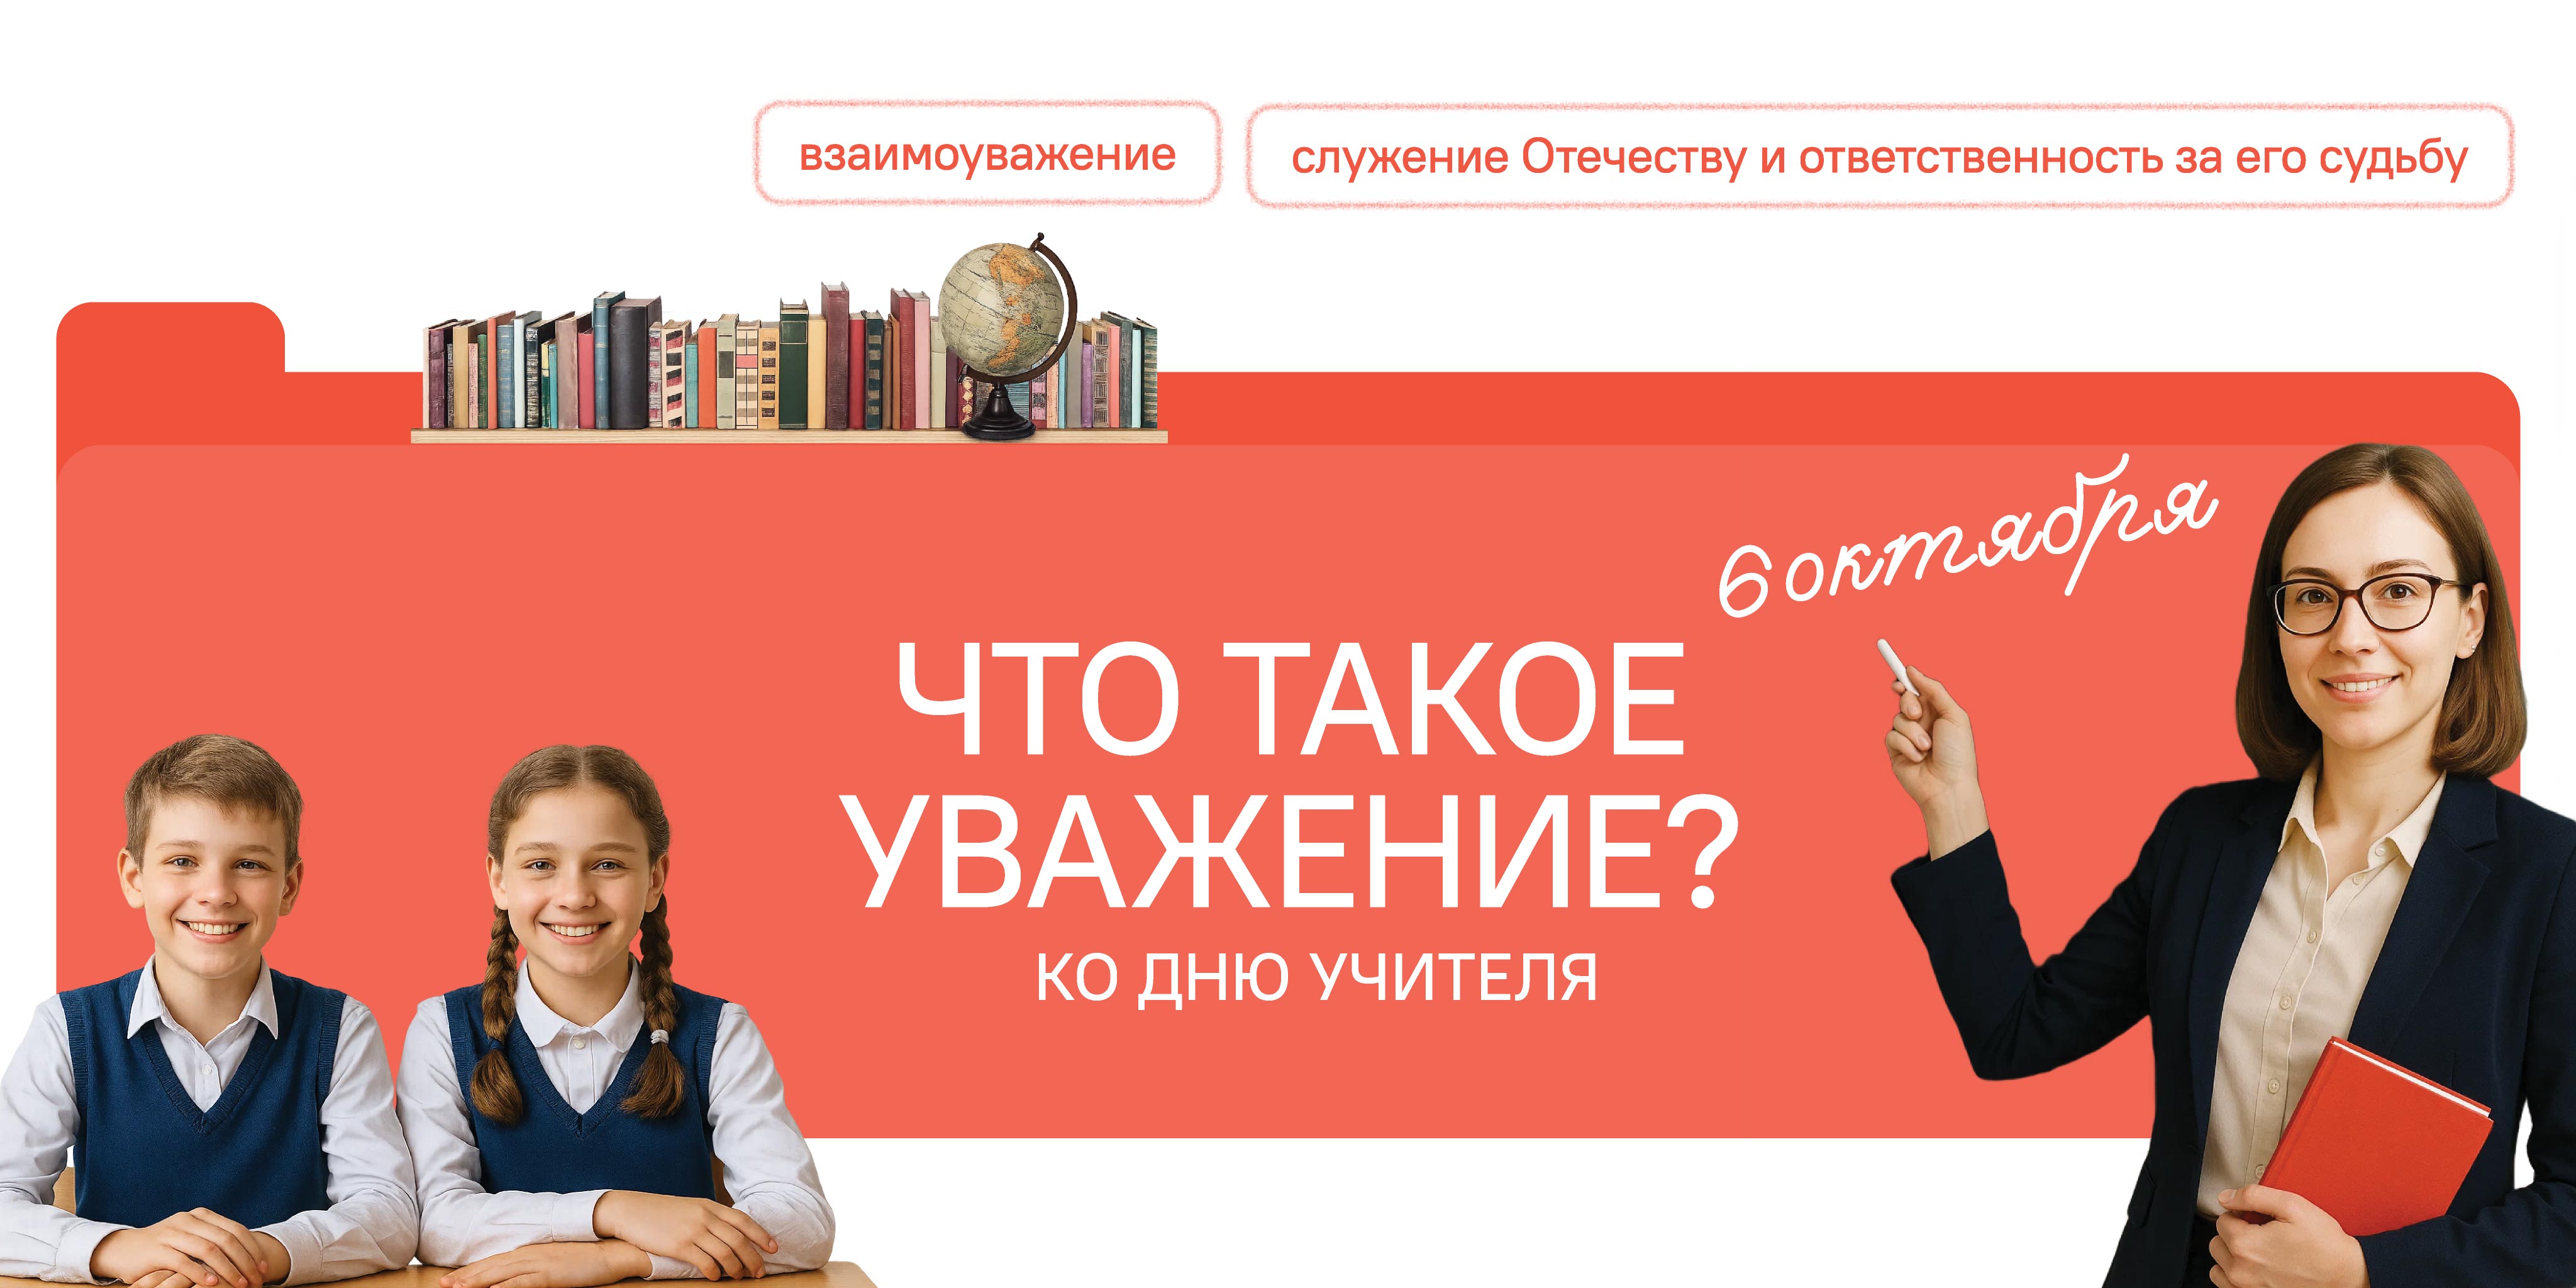 взаимоуважение
служение Отечеству и ответственность за его судьбу
6 октября
ЧТО ТАКОЕ
УВАЖЕНИЕ?
КО ДНЮ УЧИТЕЛЯ